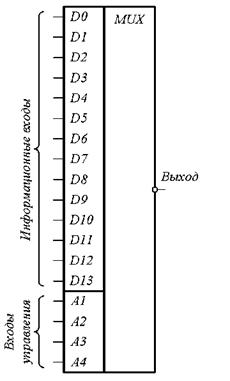 D0
MUX
D1
D2
D3
D4
D5
D6
D7
D8
D9
D10
D11
D12
D13
A1
A2
A3
A4
Информационные входы
Входы
управления
Выход